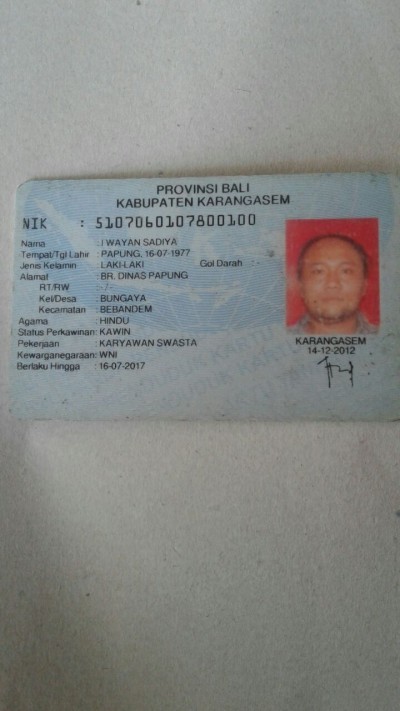 PROVINSI BALI
KABUPATEN KARANGASEM
NIK : 5107060107800100
Nama : I WAYAN SADIYA
Tempat/Tgl Lahir : PAPUNG, 16-07-1977
Jenis Kelamin : LAKI-LAKI Gol Darah : -
Alamat : BR. DINAS PAPUNG
RT/RW : - / -
Kel/Desa : BUNGAYA
Kecamatan : BEBANDEM
Agama : HINDU
Status Perkawinan: KAWIN
Pekerjaan : KARYAWAN SWASTA
Kewarganegaraan: WNI
Berlaku Hingga : 16-07-2017
KARANGASEM
14-12-2012